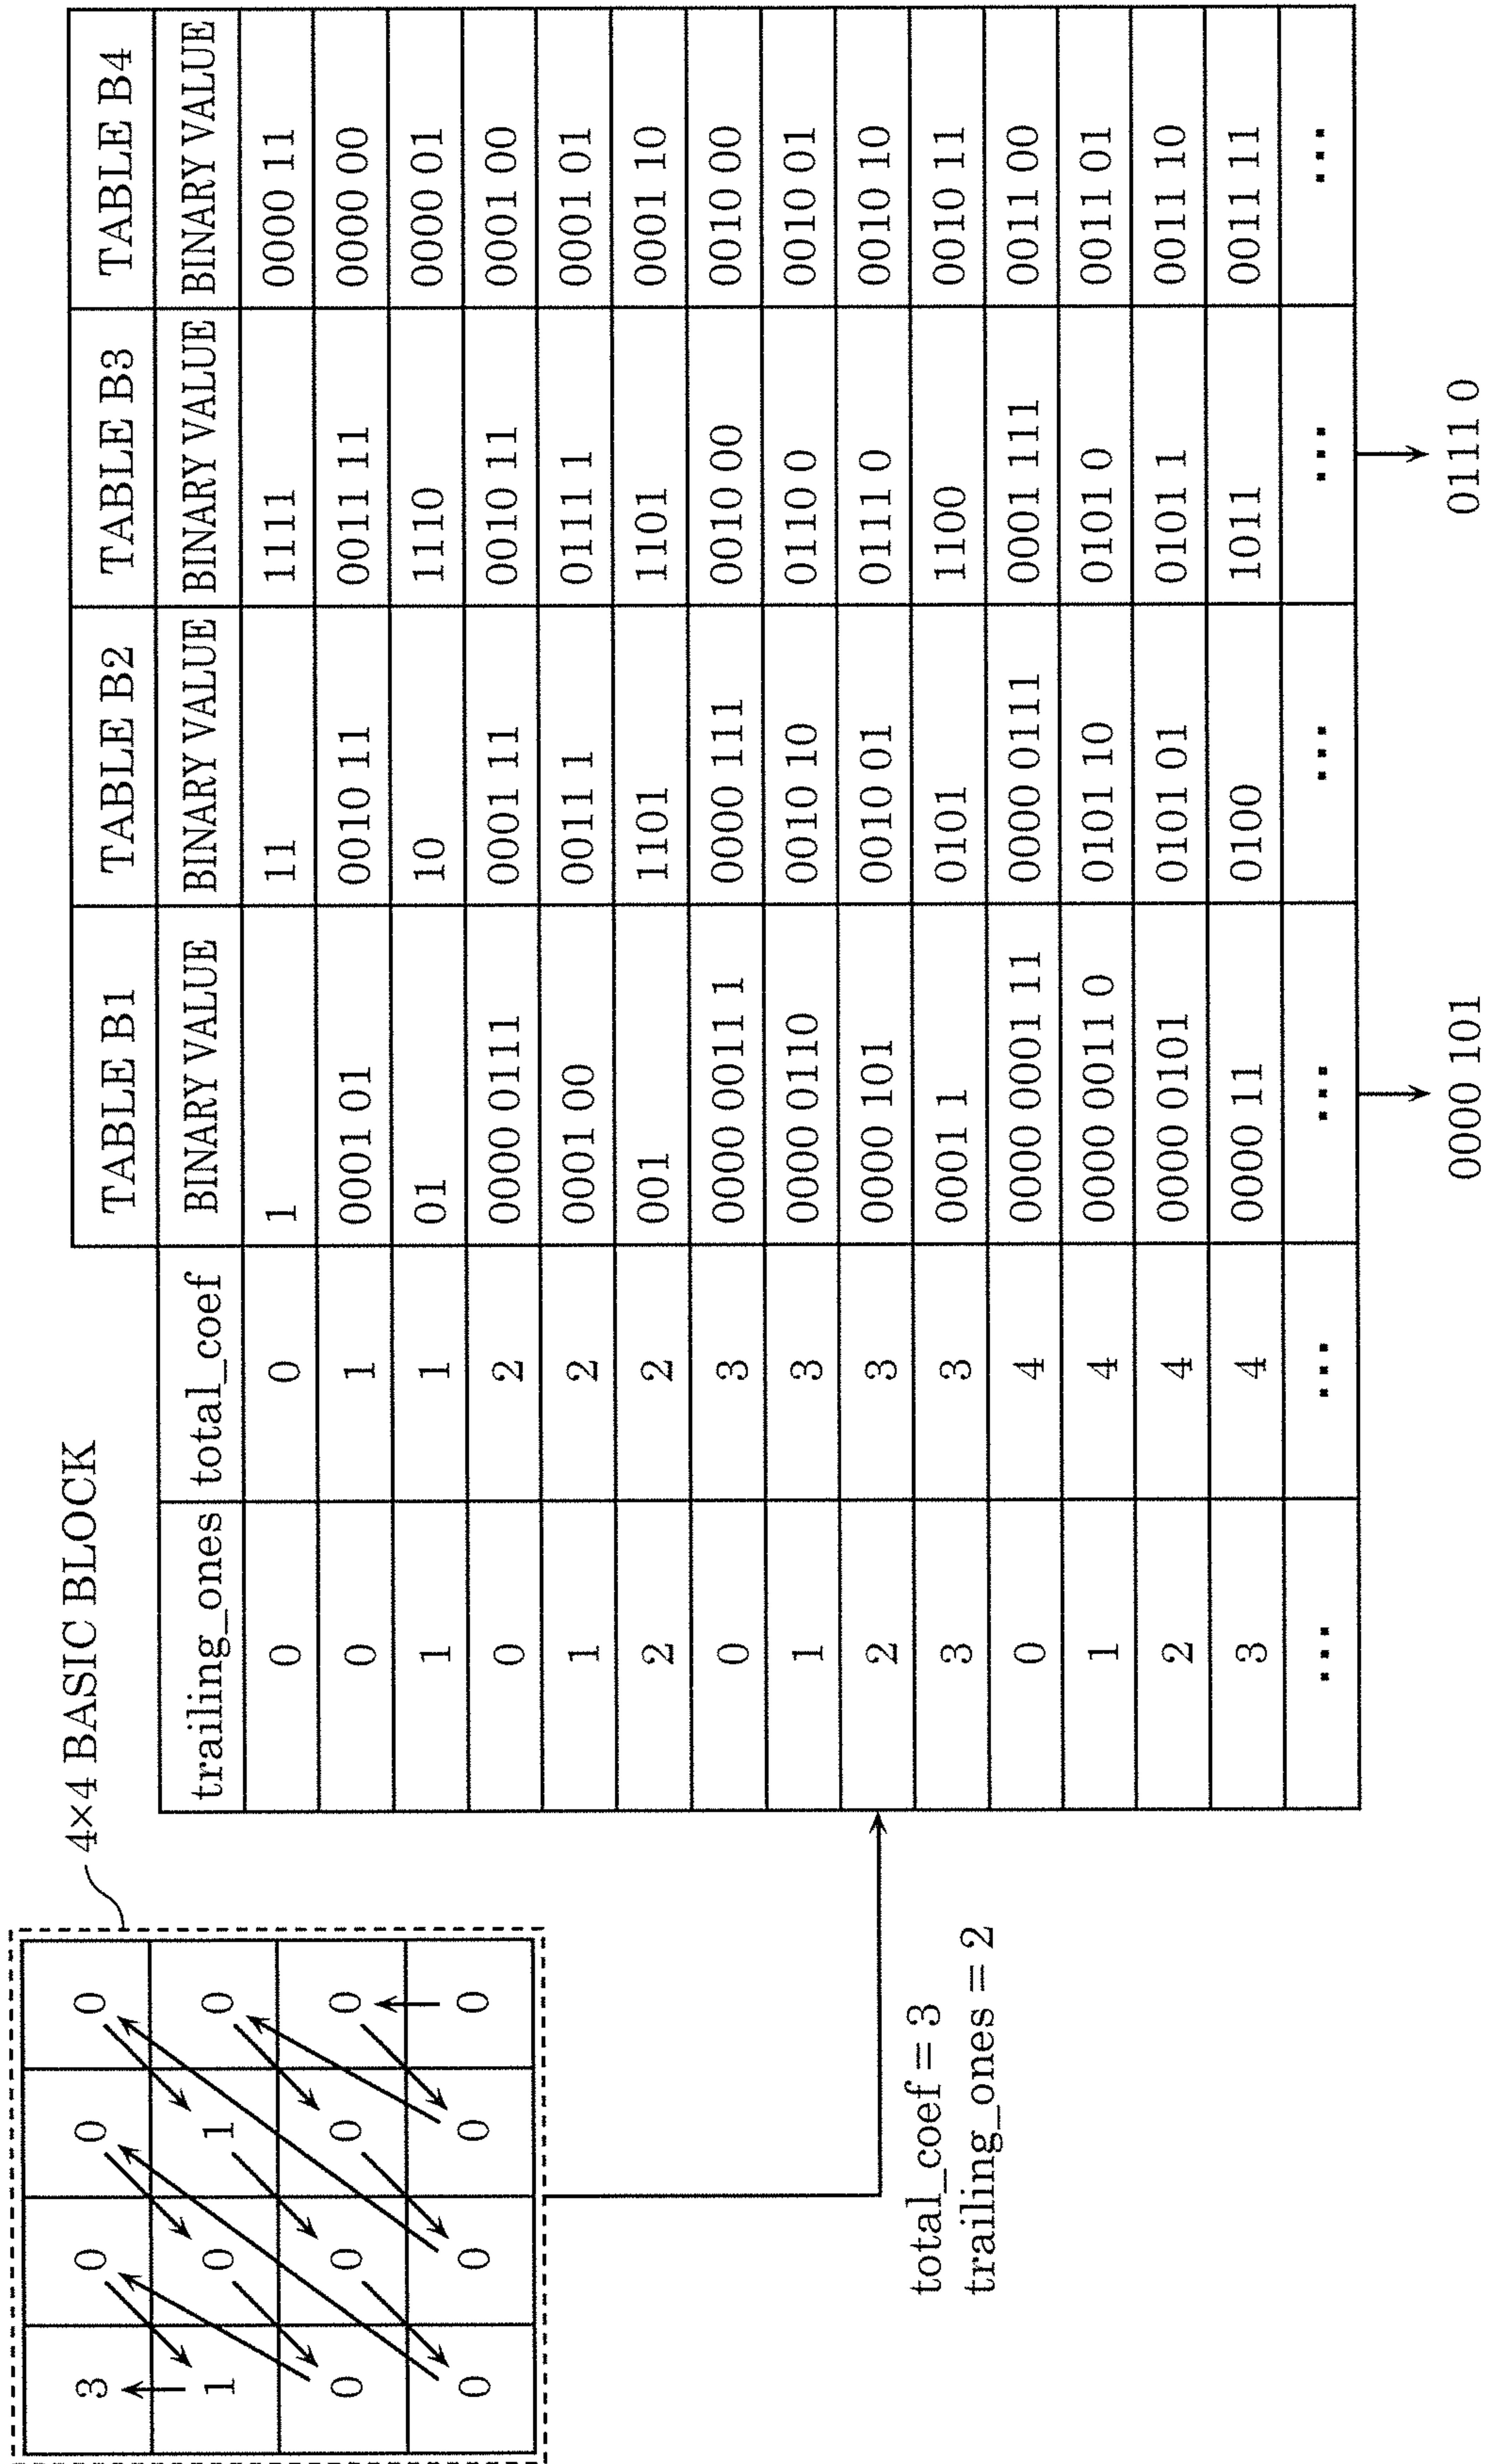 4×4 BASIC BLOCK
3 0 0 0
1 0 1 0
0 0 0 0
0 0 0 0
total_coef = 3
trailing_ones = 2
TABLE B1 TABLE B2 TABLE B3 TABLE B4
trailing_ones total_coef BINARY VALUE BINARY VALUE BINARY VALUE BINARY VALUE
0 0 1 11 1111 0000 11
0 1 0001 01 0010 11 0011 11 0000 00
1 1 01 10 1110 0000 01
0 2 0000 0111 0001 11 0010 11 0001 00
1 2 0001 00 0011 1 0111 1 0001 01
2 2 001 1101 1101 0001 10
0 3 0000 0011 1 0000 111 0010 00 0010 00
1 3 0000 0110 0010 10 0110 0 0010 01
2 3 0000 101 0010 01 0111 0 0010 10
3 3 0001 1 0101 1100 0010 11
0 4 0000 0001 11 0000 0111 0001 111 0011 00
1 4 0000 0011 0 0101 10 0101 0 0011 01
2 4 0000 0101 0101 01 0101 1 0011 10
3 4 0000 11 0100 1011 0011 11
... ... ... ... ... ...
0000 101 0111 0